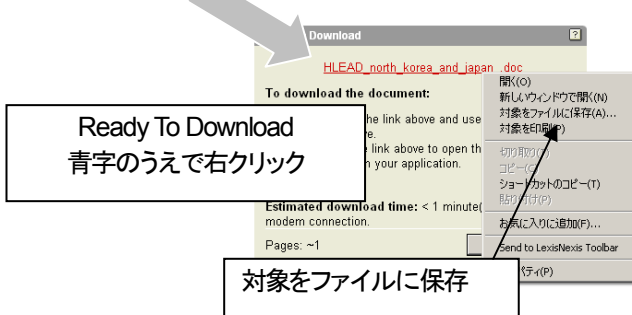 Download
HLEAD_north_korea_and_japan .doc
To download the document:
he link above and use
e.
link above to open th
your application.
Estimated download time: < 1 minute(
modem connection.
Pages: ~1
Ready To Download
青字のうえで右クリック
開く(O)
新しいウィンドウで開く(N)
対象をファイルに保存(A)...
対象を印刷(P)
切り取り(T)
コピー(C)
ショートカットのコピー(T)
貼り付け(P)
お気に入りに追加(F)...
Send to LexisNexis Toolbar
パティ(P)
対象をファイルに保存